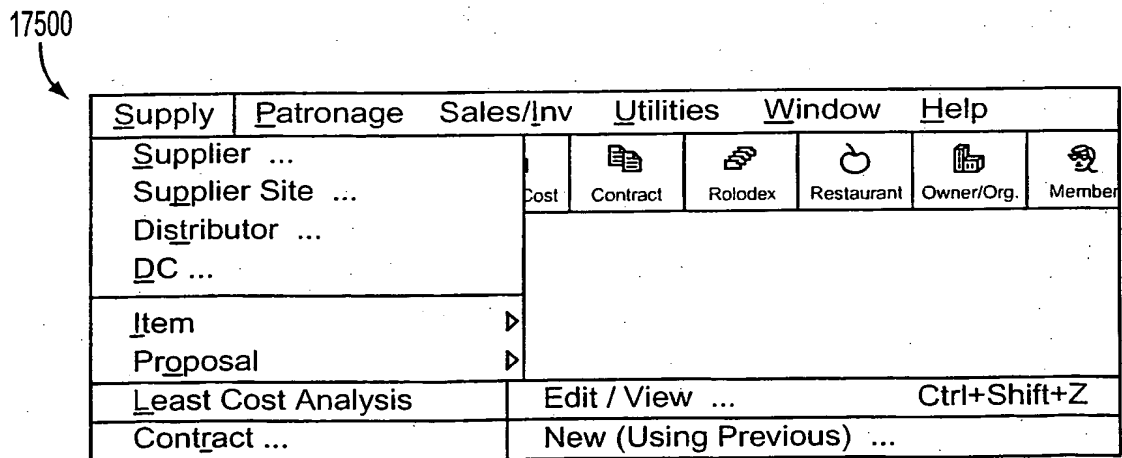 17500
Supply Patronage Sales/Inv Utilities Window Help
Supplier ...
Supplier Site ...
Cost Contract Rolodex Restaurant Owner/Org. Member
Distributor ...
DC ...
Item
Proposal
Least Cost Analysis Edit / View ... Ctrl+Shift+Z
Contract ... New (Using Previous) ...